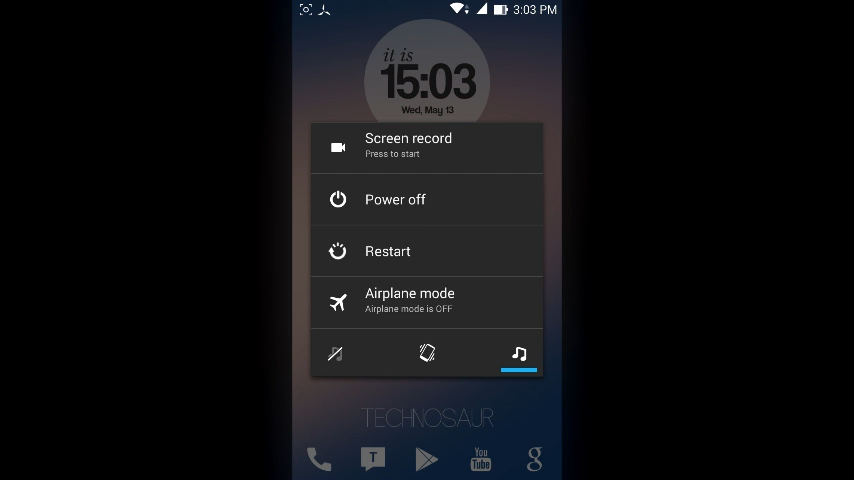 3:03 PM
it is
15:03
Wed, May 13
Screen record
Press to start
Power off
Restart
Airplane mode
Airplane mode is OFF
TECHNOSAUR
T
You
Tube
g